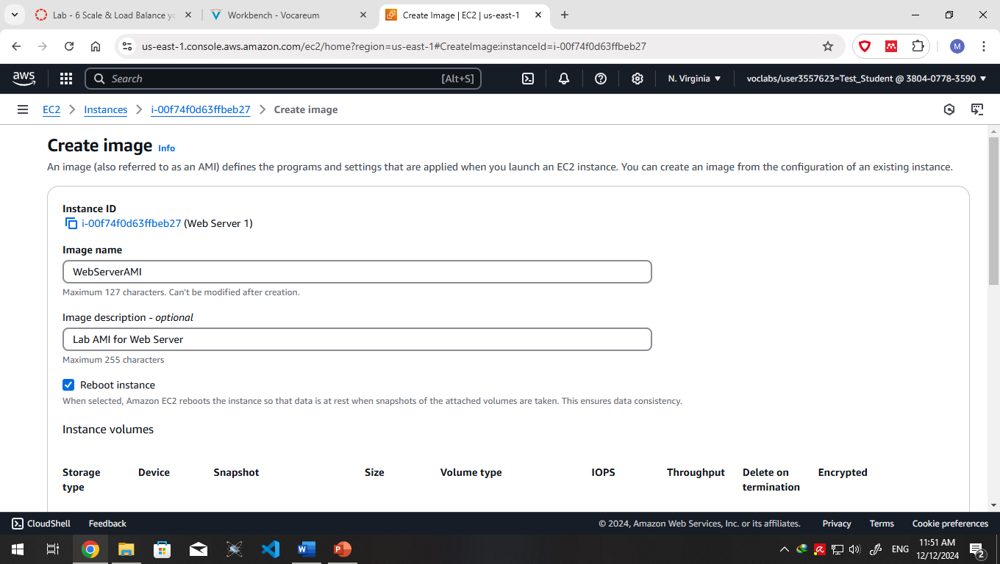 Lab - 6 Scale & Load Balance yo
Workbench - Vocareum
Create Image | EC2 | us-east-1
us-east-1.console.aws.amazon.com/ec2/home?region=us-east-1#CreateImage:instanceId=i-00f74f0d63ffbeb27
M
aws
Search
[Alt+S]
N. Virginia
voclabs/user3557623=Test_Student @ 3804-0778-3590
EC2
Instances
i-00f74f0d63ffbeb27
Create image
Create image Info
An image (also referred to as an AMI) defines the programs and settings that are applied when you launch an EC2 instance. You can create an image from the configuration of an existing instance.
Instance ID
i-00f74f0d63ffbeb27 (Web Server 1)
Image name
WebServerAMI
Maximum 127 characters. Can't be modified after creation.
Image description - optional
Lab AMI for Web Server
Maximum 255 characters
Reboot instance
When selected, Amazon EC2 reboots the instance so that data is at rest when snapshots of the attached volumes are taken. This ensures data consistency.
Instance volumes
Storage type
Device
Snapshot
Size
Volume type
IOPS
Throughput
Delete on termination
Encrypted
CloudShell
Feedback
© 2024, Amazon Web Services, Inc. or its affiliates.
Privacy
Terms
Cookie preferences
ENG
11:51 AM
12/12/2024
2